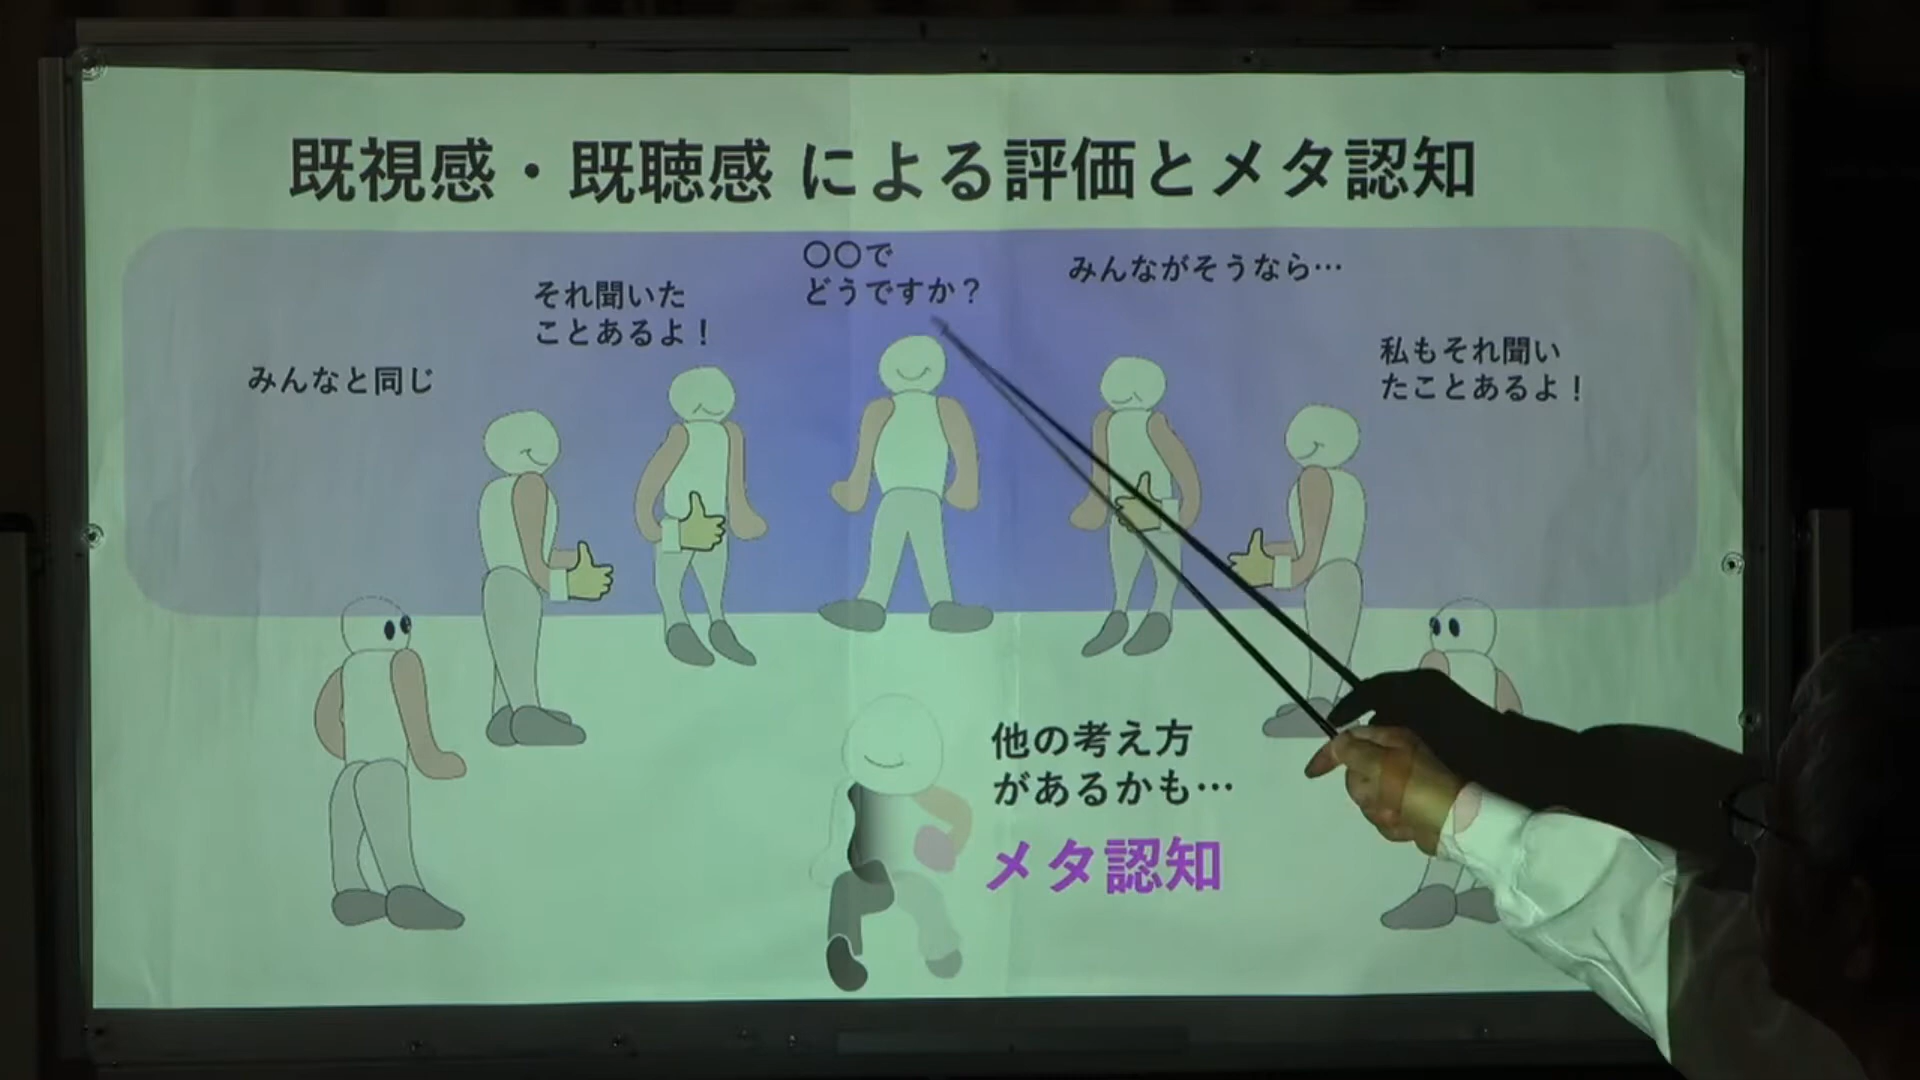 既視感・既聴感 による評価とメタ認知
〇〇で
どうですか？
みんながそうなら…
それ聞いた
ことあるよ！
私もそれ聞い
たことあるよ！
みんなと同じ
他の考え方
があるかも…
メタ認知